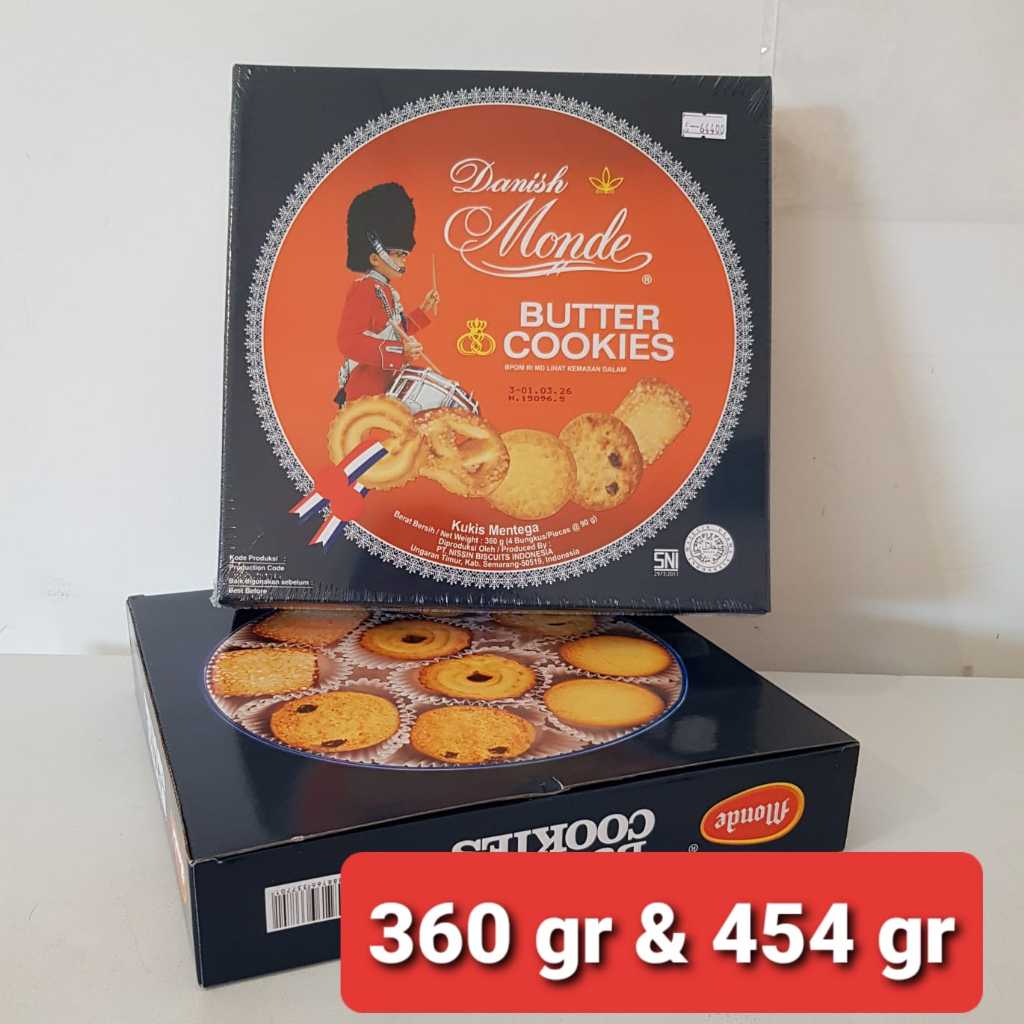 64400
Danish
Monde
®
BUTTER
COOKIES
BPOM RI MD LIHAT KEMASAN DALAM
3-01.03.26
Kukis Mentega
Berat Bersih / Net Weight : 360 g (4 Bungkus/Pieces @ 90 g)
Diproduksi Oleh / Produced By :
PT. NISSIN BISCUITS INDONESIA
Ungaran Timur, Kab. Semarang-50519, Indonesia
Kode Produksi :
Production Code
Baik digunakan sebelum :
Best Before
SNI
Monde
COOKIES
®
360 gr & 454 gr